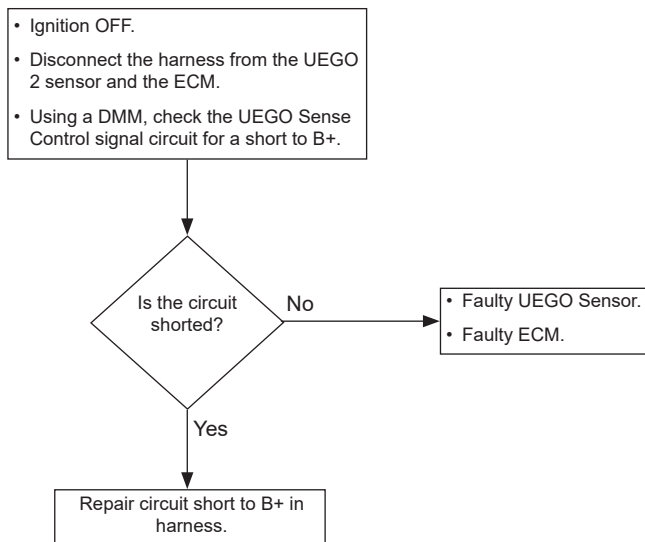 • Ignition OFF.
• Disconnect the harness from the UEGO
2 sensor and the ECM.
• Using a DMM, check the UEGO Sense
Control signal circuit for a short to B+.
Is the circuit
shorted?
No
• Faulty UEGO Sensor.
• Faulty ECM.
Yes
Repair circuit short to B+ in
harness.